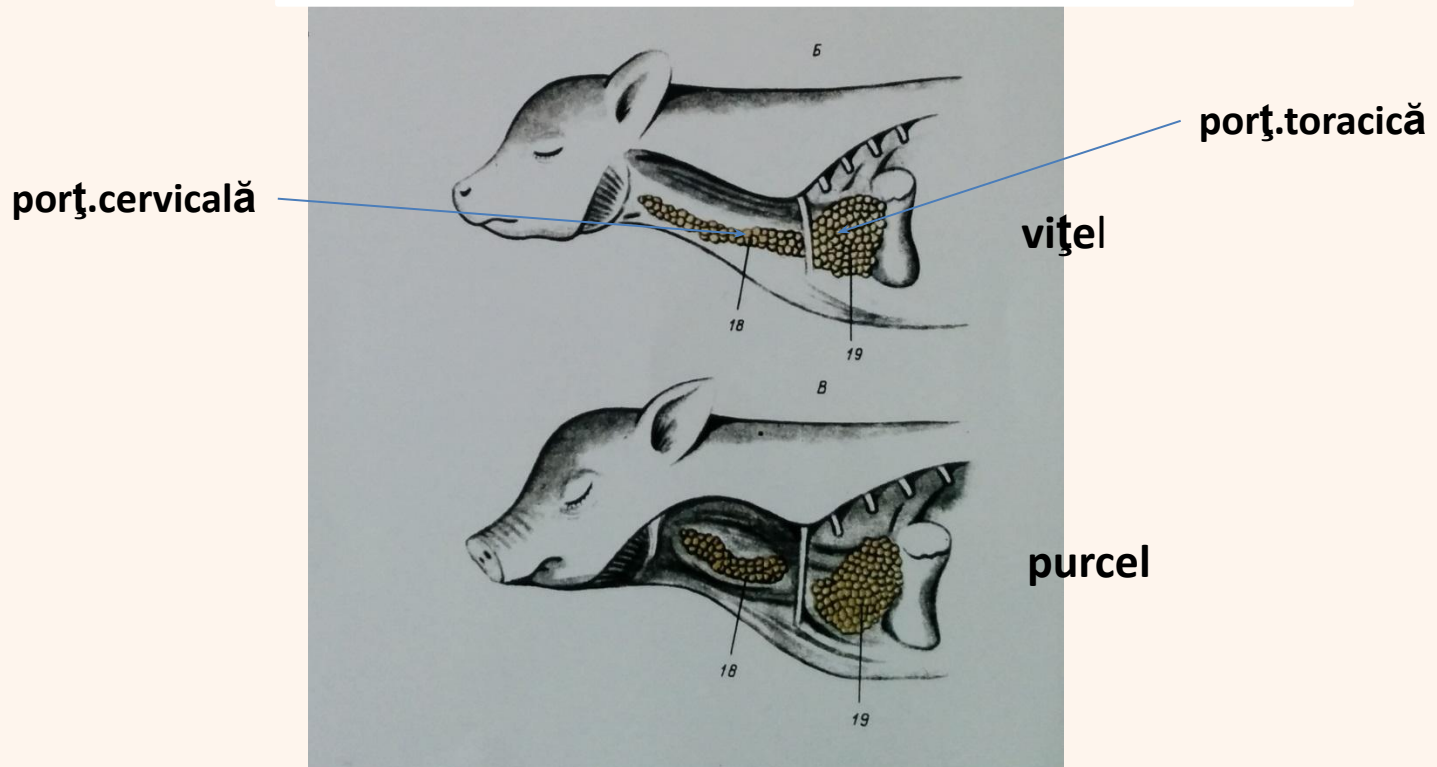 Б
porţ.toracică
porţ.cervicală
viţel
18
19
В
purcel
18
19